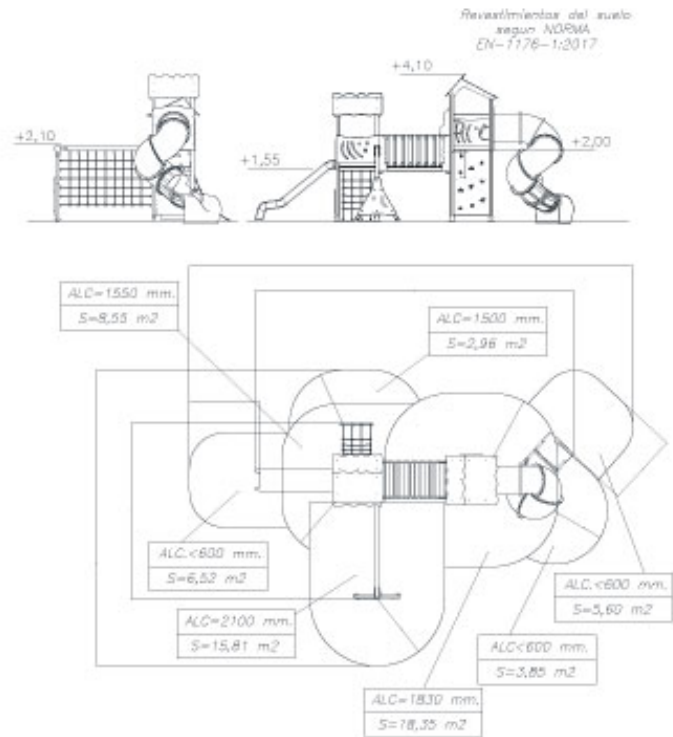 Revestimientos del suelo
segun NORMA
EN-1176-1:2017
+4,10
+2,10
+1,55
+2,00
ALC=1550 mm.
S=8,55 m2
ALC=1500 mm.
S=2,96 m2
ALC.<600 mm.
S=6,52 m2
ALC.<600 mm.
S=5,60 m2
ALC=2100 mm.
S=15,81 m2
ALC<600 mm.
S=3,85 m2
ALC=1830 mm.
S=18,35 m2